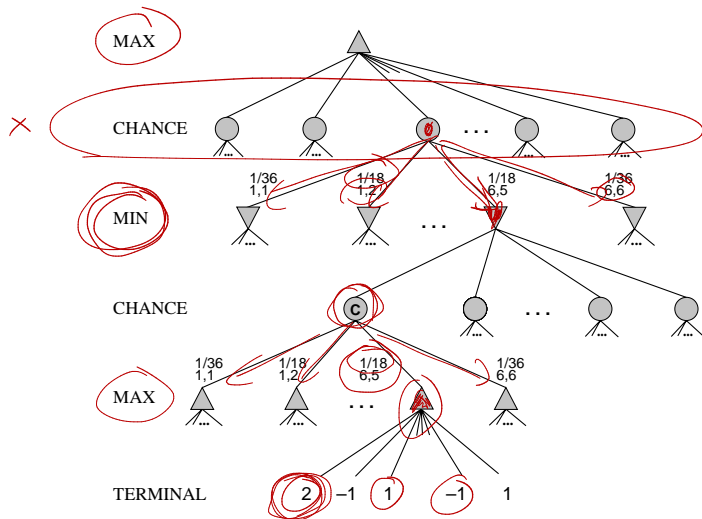 MAX
CHANCE
...
... ... ... ... ...
1/36 1/18 1/18 1/36
1,1 1,2 6,5 6,6
MIN
...
... ... ... ...
CHANCE C
...
... ... ...
1/36 1/18 1/18 1/36
1,1 1,2 6,5 6,6
MAX
...
... ... ...
TERMINAL 2 –1 1 –1 1